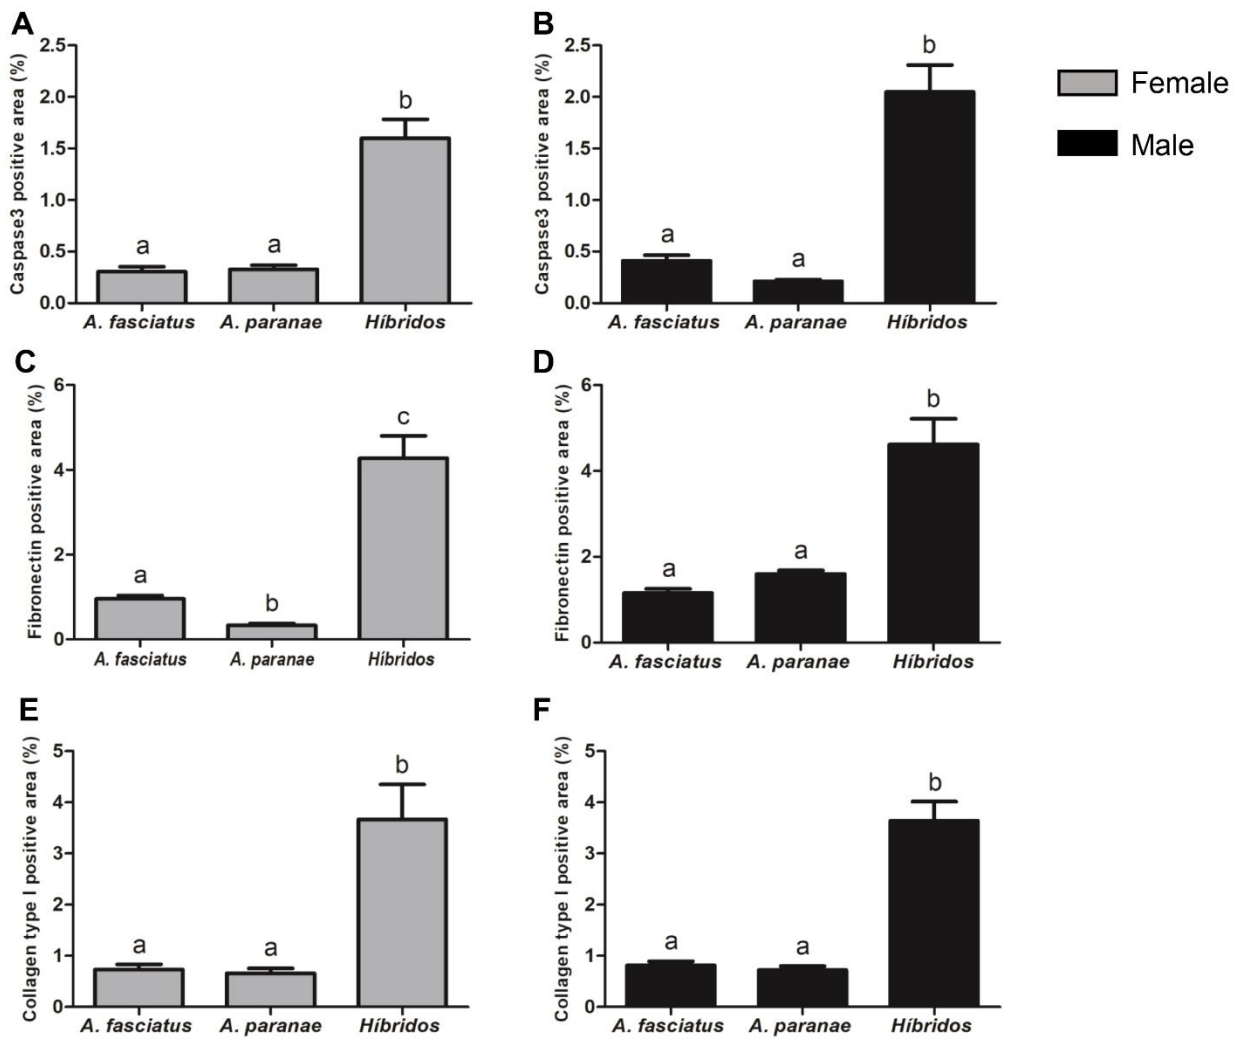 A
Caspase3 positive area (%)
2.5
2.0
1.5
1.0
0.5
0.0
a
a
b
A. fasciatus
A. paranae
Híbridos
B
Caspase3 positive area (%)
2.5
2.0
1.5
1.0
0.5
0.0
a
a
b
A. fasciatus
A. paranae
Híbridos
Female
Male
C
Fibronectin positive area (%)
6
4
2
0
a
b
c
A. fasciatus
A. paranae
Híbridos
D
Fibronectin positive area (%)
6
4
2
0
a
a
b
A. fasciatus
A. paranae
Híbridos
E
Collagen type I positive area (%)
5
4
3
2
1
0
a
a
b
A. fasciatus
A. paranae
Híbridos
F
Collagen type I positive area (%)
5
4
3
2
1
0
a
a
b
A. fasciatus
A. paranae
Híbridos